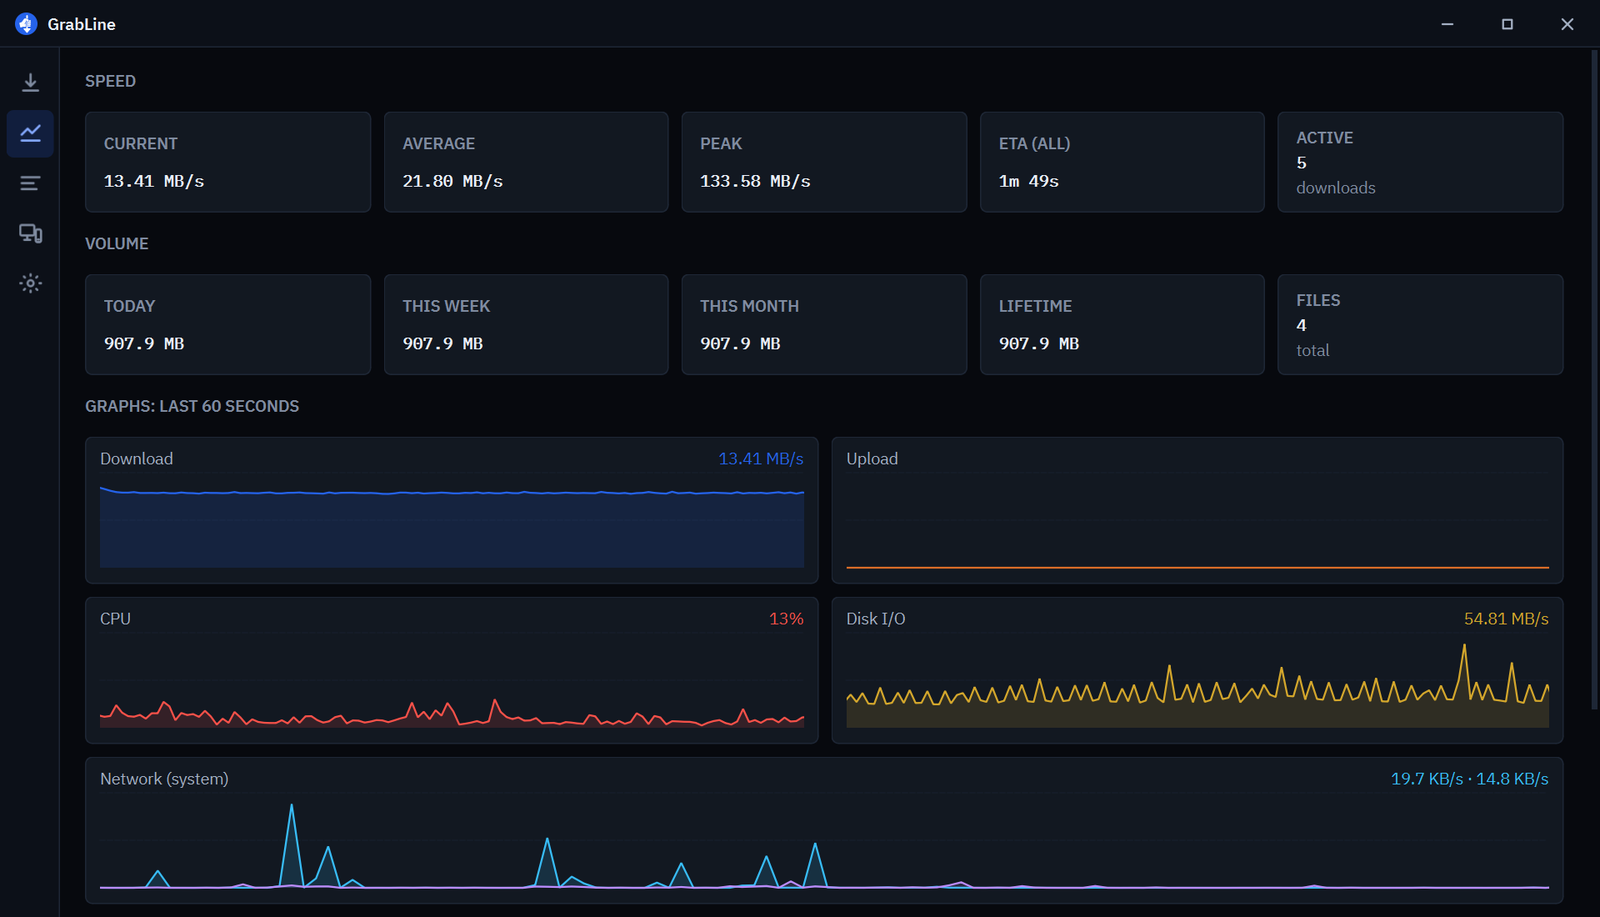 GrabLine
SPEED
CURRENT
13.41 MB/s
AVERAGE
21.80 MB/s
PEAK
133.58 MB/s
ETA (ALL)
1m 49s
ACTIVE
5
downloads
VOLUME
TODAY
907.9 MB
THIS WEEK
907.9 MB
THIS MONTH
907.9 MB
LIFETIME
907.9 MB
FILES
4
total
GRAPHS: LAST 60 SECONDS
Download
13.41 MB/s
Upload
CPU
13%
Disk I/O
54.81 MB/s
Network (system)
19.7 KB/s · 14.8 KB/s